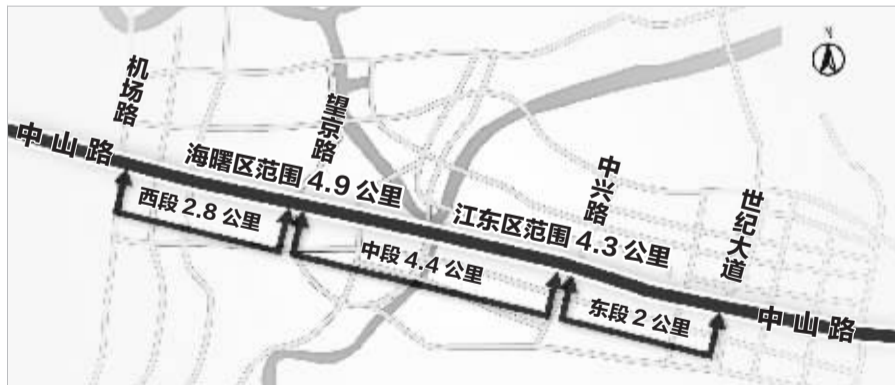 N
机场路
望京路
中山路
海曙区范围 4.9 公里
中兴路
江东区范围 4.3 公里
世纪大道
西段 2.8 公里
中段 4.4 公里
东段 2 公里
中山路